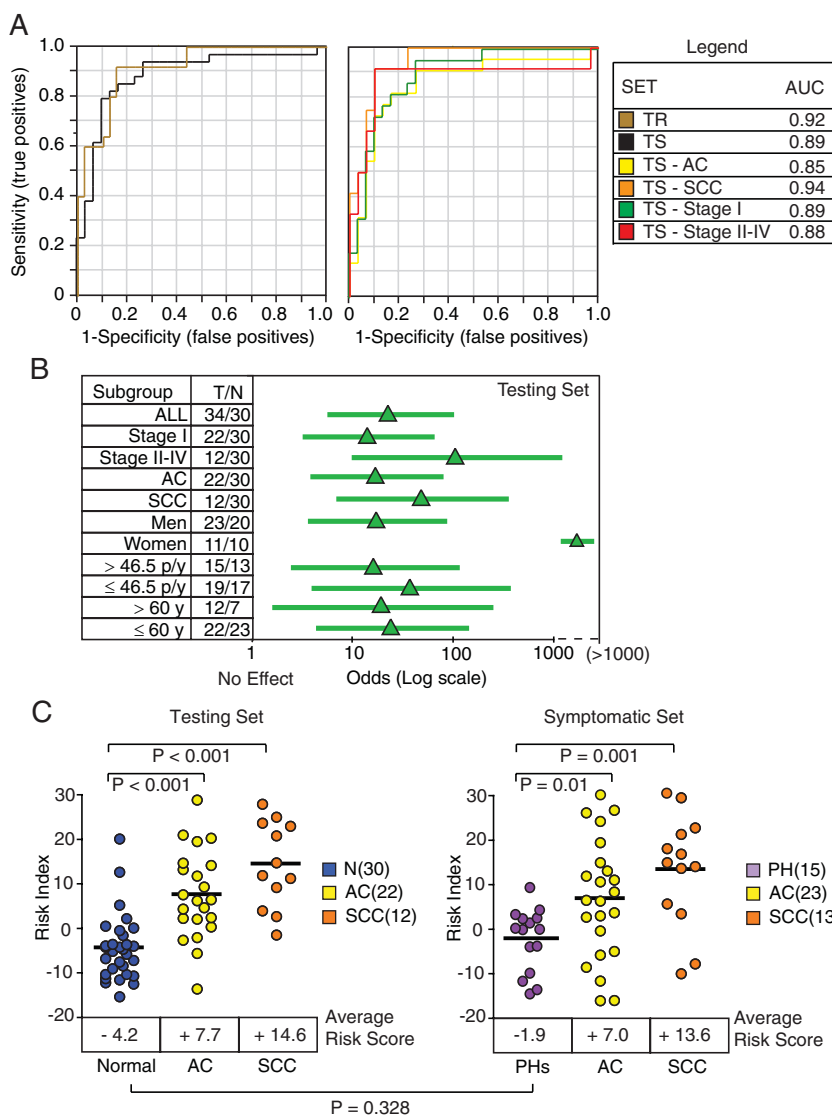 A
Sensitivity (true positives)
1.0
0.8
0.6
0.4
0.2
0
0 0.2 0.4 0.6 0.8 1.0
1-Specificity (false positives)
0 0.2 0.4 0.6 0.8 1.0
1-Specificity (false positives)
Legend
SET AUC
TR 0.92
TS 0.89
TS - AC 0.85
TS - SCC 0.94
TS - Stage I 0.89
TS - Stage II-IV 0.88
B
Subgroup T/N Testing Set
ALL 34/30
Stage I 22/30
Stage II-IV 12/30
AC 22/30
SCC 12/30
Men 23/20
Women 11/10
> 46.5 p/y 15/13
≤ 46.5 p/y 19/17
> 60 y 12/7
≤ 60 y 22/23
1 10 100 1000 (>1000)
No Effect Odds (Log scale)
C
Testing Set
P < 0.001
P < 0.001
Risk Index
30
20
10
0
-10
-20
N(30)
AC(22)
SCC(12)
- 4.2 + 7.7 + 14.6 Average Risk Score
Normal AC SCC
Symptomatic Set
P = 0.001
P = 0.01
Risk Index
30
20
10
0
-10
-20
PH(15)
AC(23)
SCC(13
-1.9 + 7.0 + 13.6 Average Risk Score
PHs AC SCC
P = 0.328